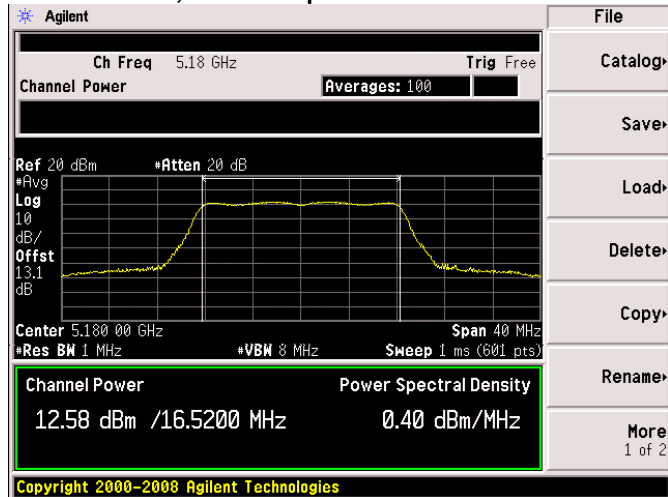 Agilent
File
Ch Freq 5.18 GHz Trig Free
Channel Power Averages: 100
Catalog
Save
Ref 20 dBm #Atten 20 dB
#Avg
Log
10
dB/
Offst
13.1
dB
Load
Delete
Copy
Center 5.180 00 GHz Span 40 MHz
#Res BW 1 MHz #VBW 8 MHz Sweep 1 ms (601 pts)
Channel Power Power Spectral Density
Rename
12.58 dBm /16.5200 MHz 0.40 dBm/MHz
More
1 of 2
Copyright 2000-2008 Agilent Technologies